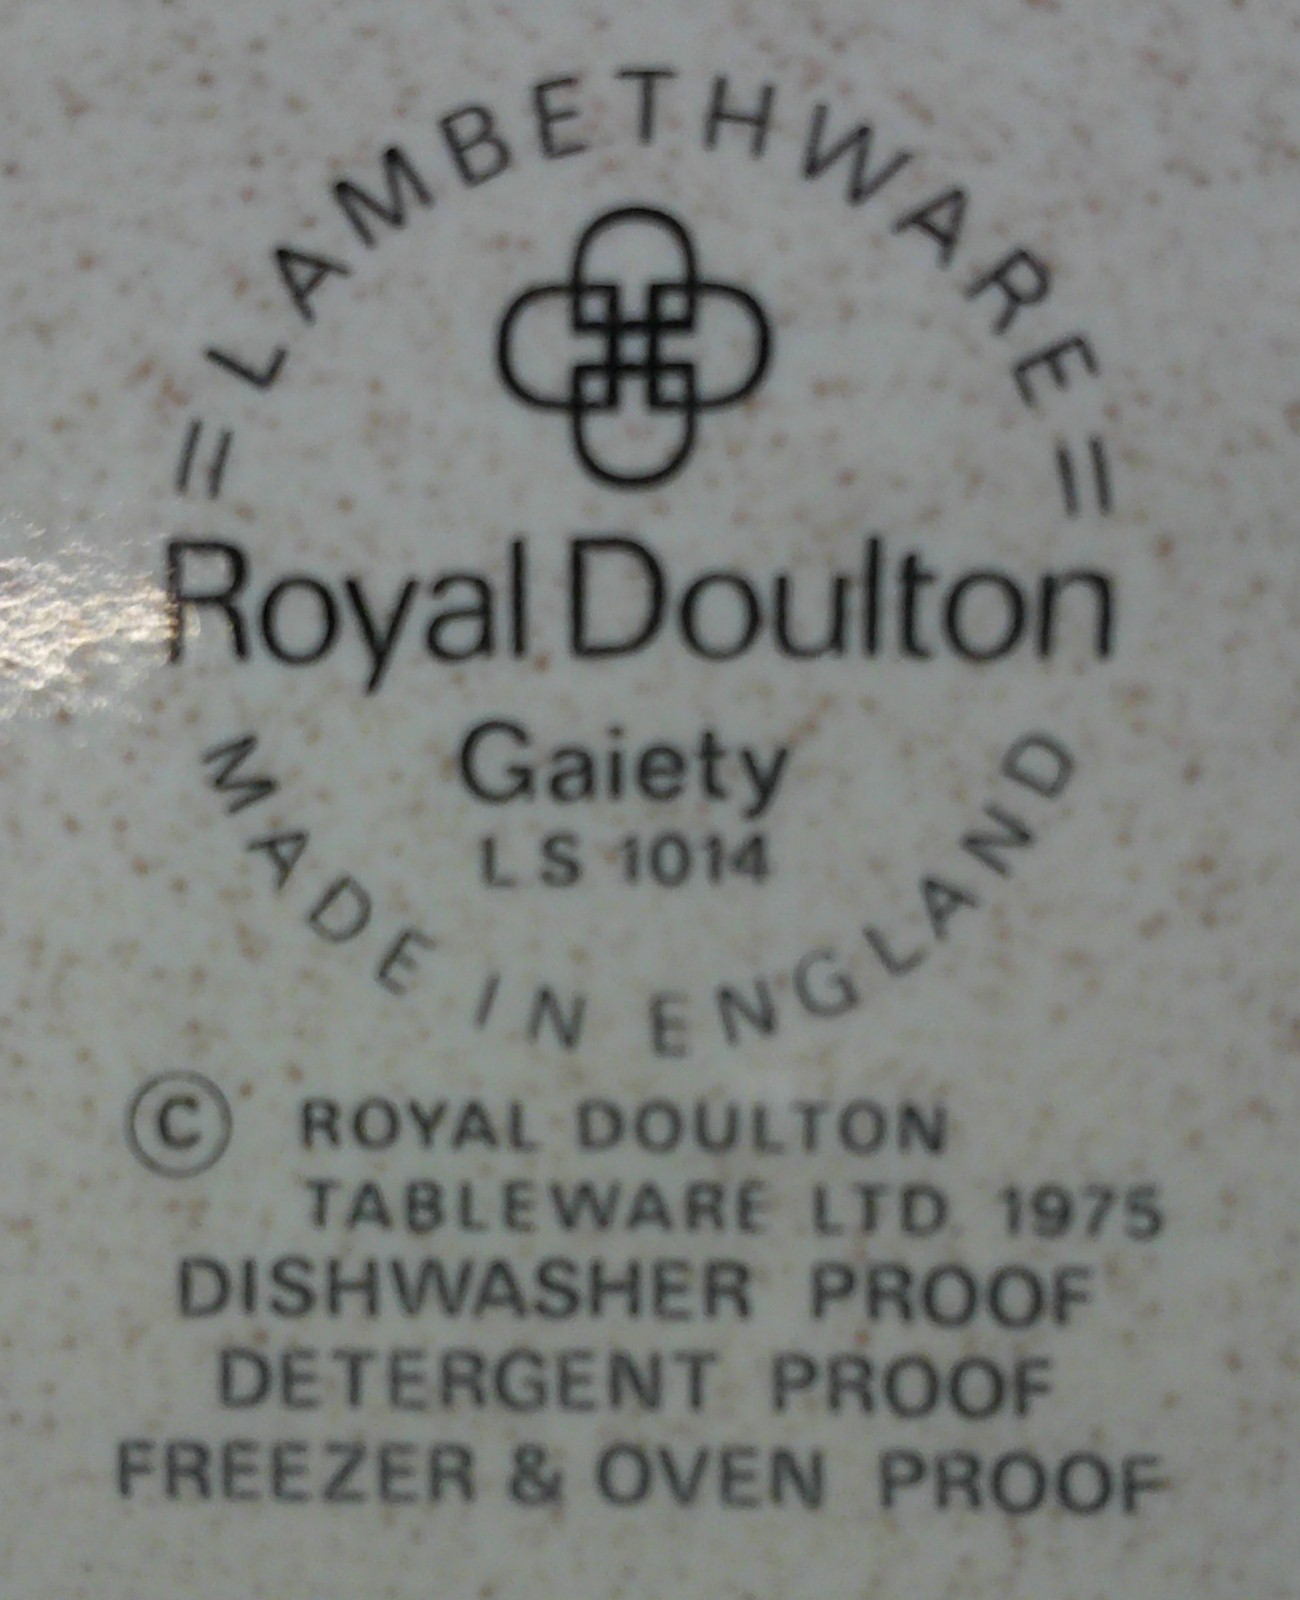 =LAMBETHWARE=
Royal Doulton
Gaiety
LS 1014
MADE IN ENGLAND
© ROYAL DOULTON
TABLEWARE LTD. 1975
DISHWASHER PROOF
DETERGENT PROOF
FREEZER & OVEN PROOF